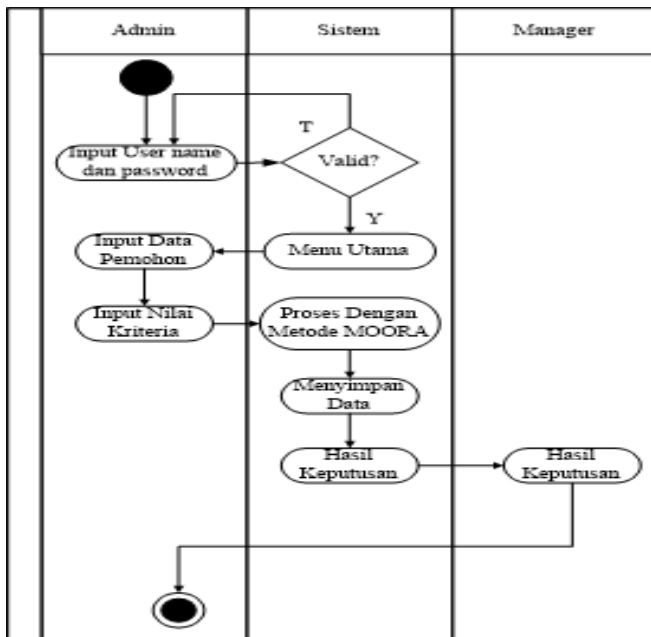 Admin
Sistem
Manager
T
Input User name
dan password
Valid?
Y
Input Data
Pemohon
Menu Utama
Input Nilai
Kriteria
Proses Dengan
Metode MOORA
Menyimpan
Data
Hasil
Keputusan
Hasil
Keputusan